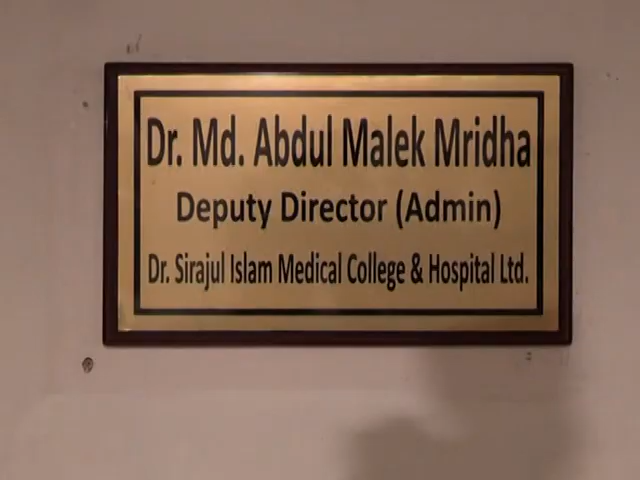 Dr. Md. Abdul Malek Mridha
Deputy Director (Admin)
Dr. Sirajul Islam Medical College & Hospital Ltd.